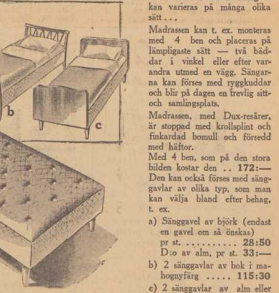 kan varieras på många olika
sätt . . .
Madrassen kan t. ex. monteras
med 4 ben och placeras på
lämpligaste sätt — två bäd-
dar i vinkel eller efter var-
andra utmed en vägg. Sängar-
na kan förses med ryggkuddar
och blir på dagen en trevlig sitt-
och samlingsplats.
Madrassen, med Dux-resårer,
är stoppad med krollsplint och
finkardad bomull och försedd
med häftor.
Med 4 ben, som på den stora
bilden kostar den . . 172:—
Den kan också förses med säng-
gavlar av olika typ, som man
kan välja bland efter behag,
t. ex.
a) Sänggavel av björk (endast
en gavel om så önskas)
pr st. . . . . . . . . . . 28:50
D:o av alm, pr st. 33:—
b) 2 sänggavlar av bok i ma-
hognyfärg . . . . . 115:30
c) 2 sänggavlar av alm eller
b
c